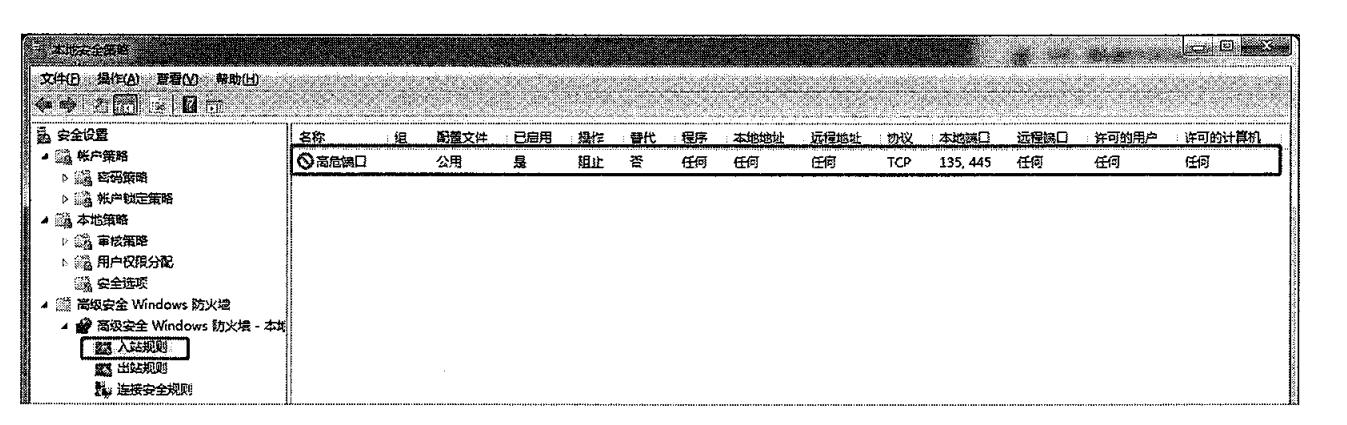 本地安全策略
文件(F) 操作(A) 查看(V) 帮助(H)
安全设置
帐户策略
密码策略
帐户锁定策略
本地策略
审核策略
用户权限分配
安全选项
高级安全 Windows 防火墙
高级安全 Windows 防火墙 - 本地
入站规则
出站规则
连接安全规则
名称 组 配置文件 已启用 操作 替代 程序 本地地址 远程地址 协议 本地端口 远程端口 许可的用户 许可的计算机
高危端口 公用 是 阻止 否 任何 任何 任何 TCP 135, 445 任何 任何 任何